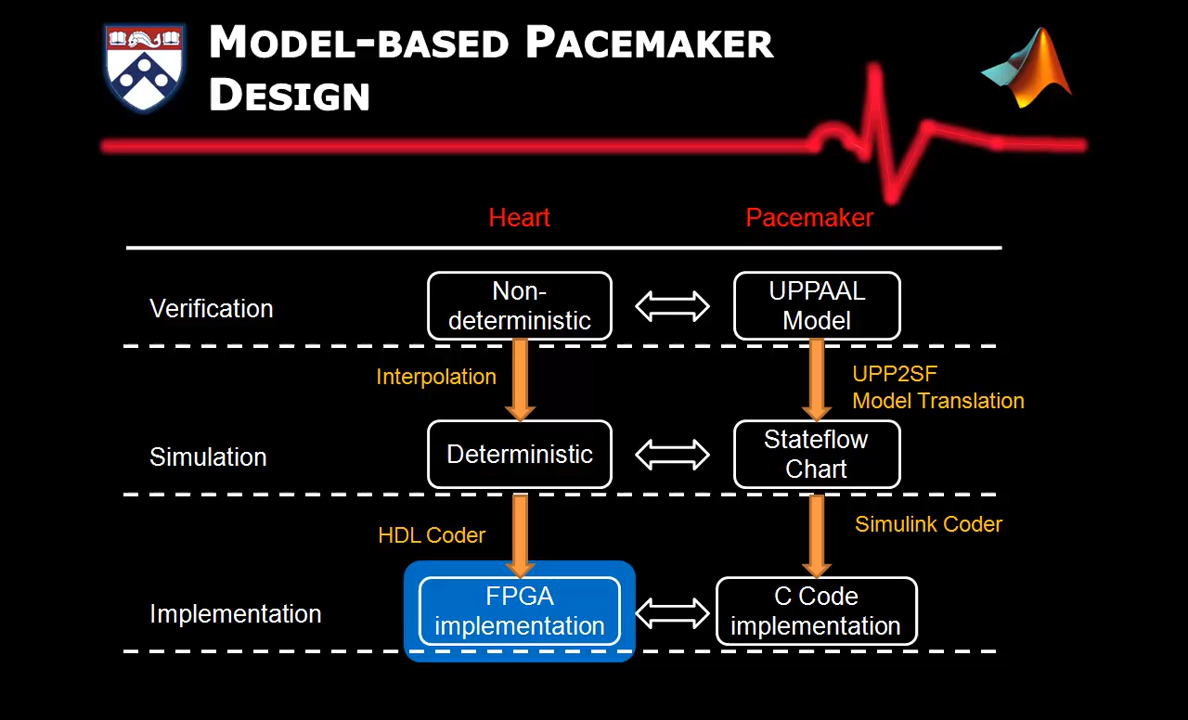 MODEL-BASED PACEMAKER
DESIGN
Heart
Pacemaker
Verification
Non-
deterministic
UPPAAL
Model
Interpolation
UPP2SF
Model Translation
Simulation
Deterministic
Stateflow
Chart
HDL Coder
Simulink Coder
Implementation
FPGA
implementation
C Code
implementation